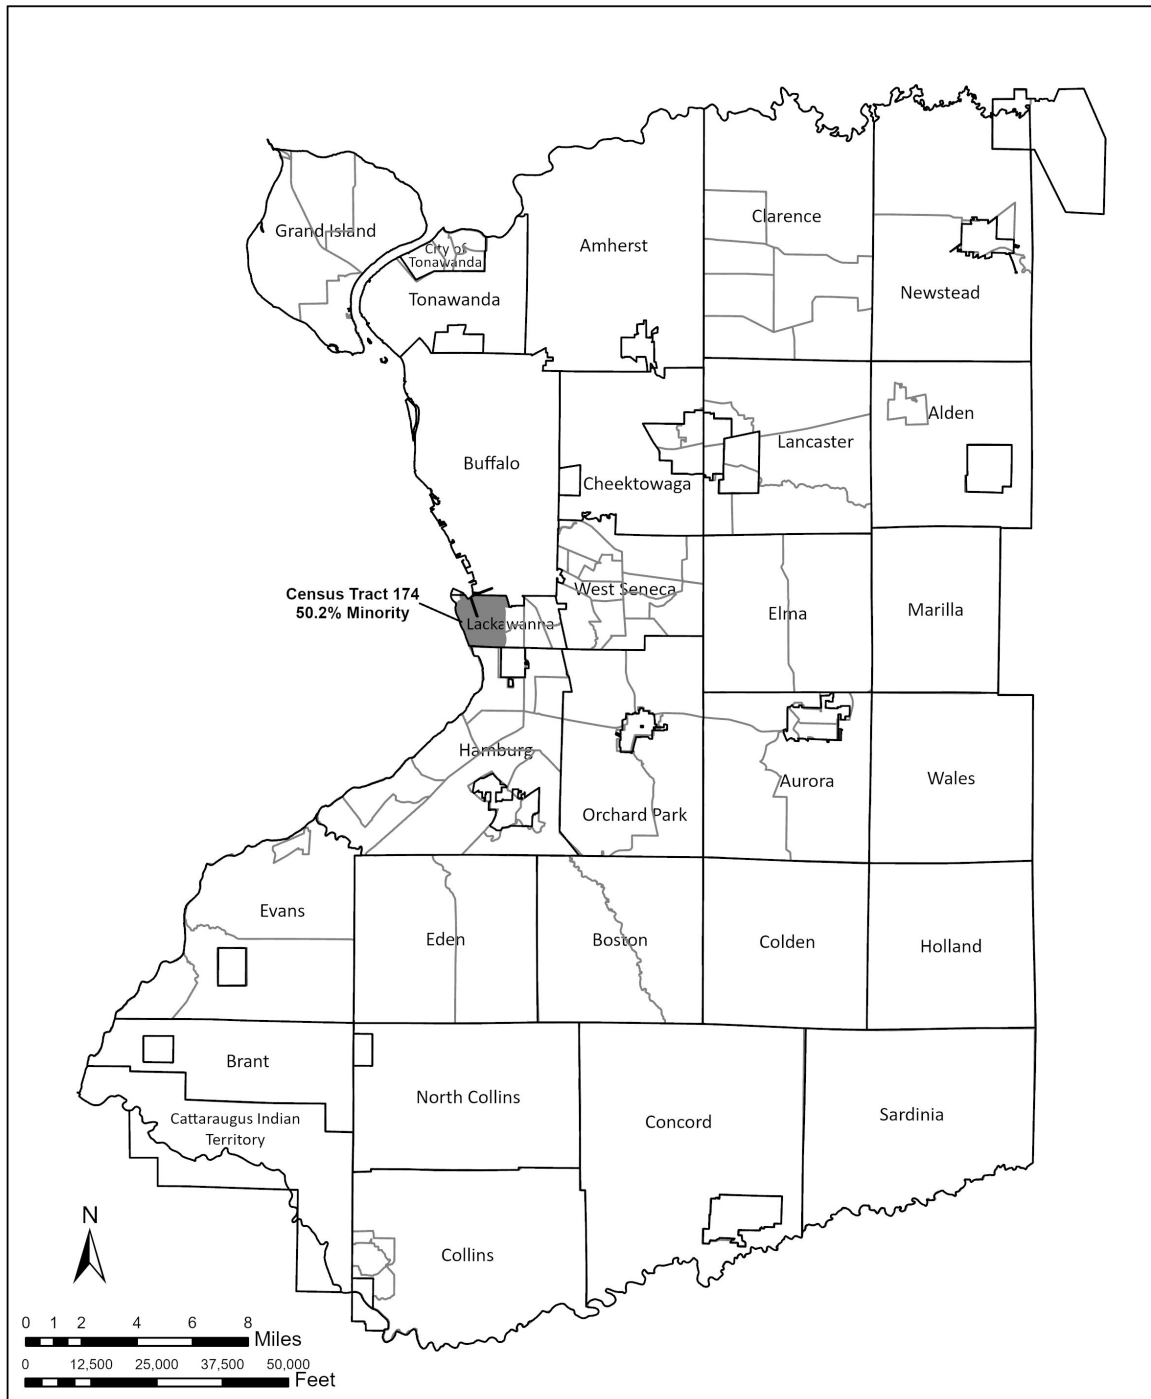 Grand Island
City of
Tonawanda
Tonawanda
Amherst
Clarence
Newstead
Buffalo
Cheektowaga
Lancaster
Alden
Census Tract 174
50.2% Minority
Lackawanna
West Seneca
Elma
Marilla
Hamburg
Orchard Park
Aurora
Wales
Evans
Eden
Boston
Colden
Holland
Brant
Cattaraugus Indian
Territory
North Collins
Concord
Sardinia
Collins
N
0 1 2 4 6 8
Miles
0 12,500 25,000 37,500 50,000
Feet